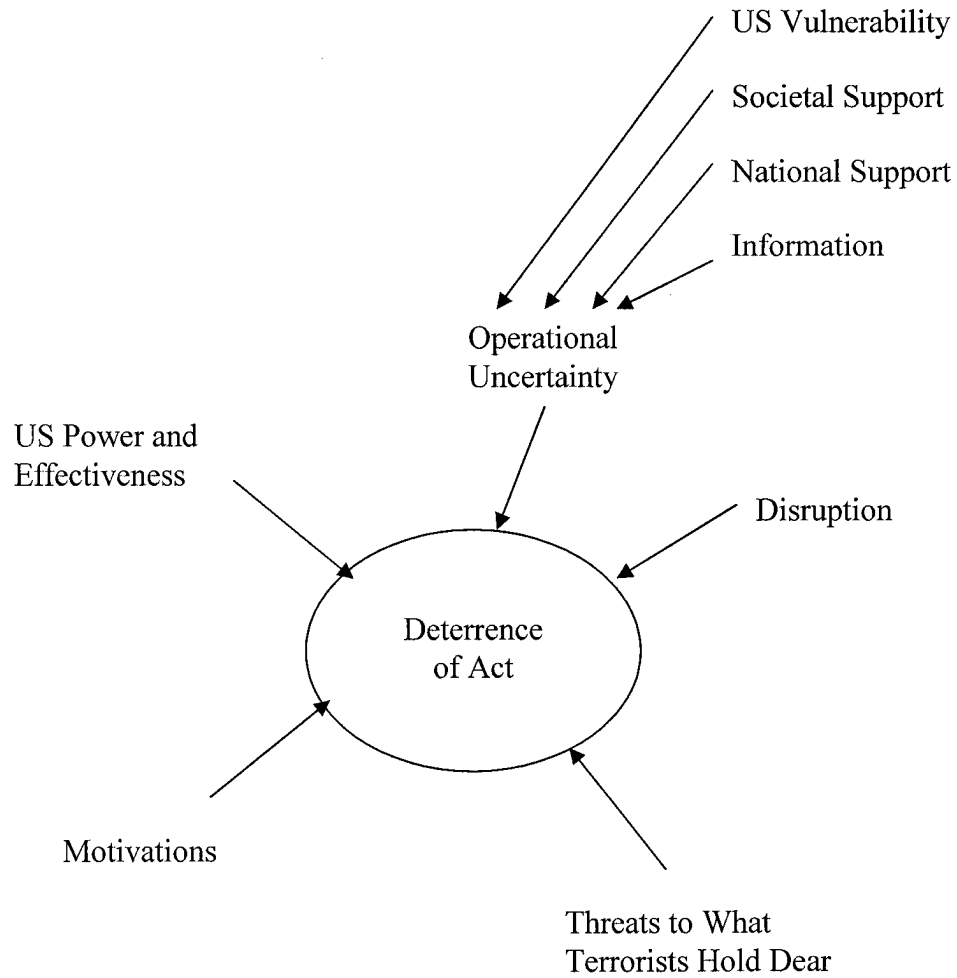 US Vulnerability
Societal Support
National Support
Information
Operational
Uncertainty
US Power and
Effectiveness
Disruption
Deterrence
of Act
Motivations
Threats to What
Terrorists Hold Dear